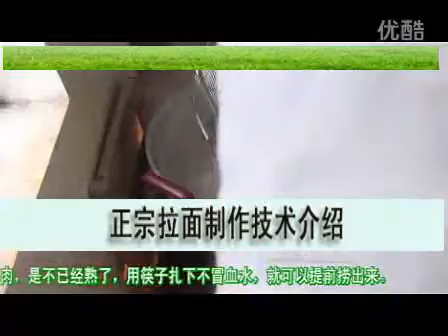 优酷
正宗拉面制作技术介绍
肉，是不已经熟了，用筷子扎下不冒血水，就可以提前捞出来。